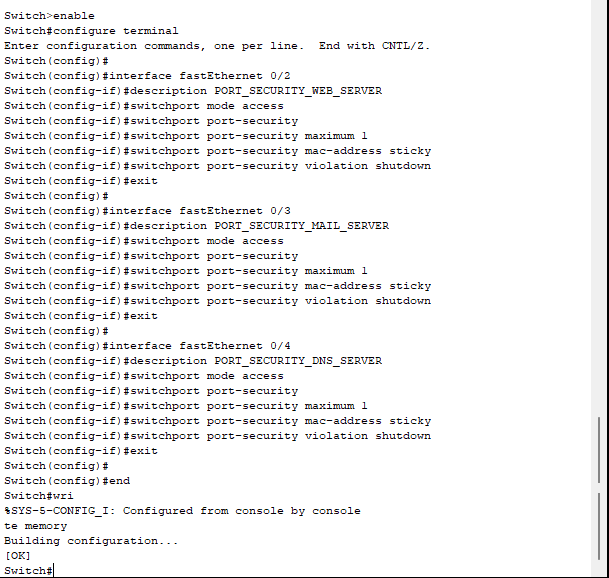 Switch>enable
Switch#configure terminal
Enter configuration commands, one per line.  End with CNTL/Z.
Switch(config)#
Switch(config)#interface fastEthernet 0/2
Switch(config-if)#description PORT_SECURITY_WEB_SERVER
Switch(config-if)#switchport mode access
Switch(config-if)#switchport port-security
Switch(config-if)#switchport port-security maximum 1
Switch(config-if)#switchport port-security mac-address sticky
Switch(config-if)#switchport port-security violation shutdown
Switch(config-if)#exit
Switch(config)#
Switch(config)#interface fastEthernet 0/3
Switch(config-if)#description PORT_SECURITY_MAIL_SERVER
Switch(config-if)#switchport mode access
Switch(config-if)#switchport port-security
Switch(config-if)#switchport port-security maximum 1
Switch(config-if)#switchport port-security mac-address sticky
Switch(config-if)#switchport port-security violation shutdown
Switch(config-if)#exit
Switch(config)#
Switch(config)#interface fastEthernet 0/4
Switch(config-if)#description PORT_SECURITY_DNS_SERVER
Switch(config-if)#switchport mode access
Switch(config-if)#switchport port-security
Switch(config-if)#switchport port-security maximum 1
Switch(config-if)#switchport port-security mac-address sticky
Switch(config-if)#switchport port-security violation shutdown
Switch(config-if)#exit
Switch(config)#
Switch(config)#end
Switch#wri
%SYS-5-CONFIG_I: Configured from console by console
te memory
Building configuration...
[OK]
Switch#